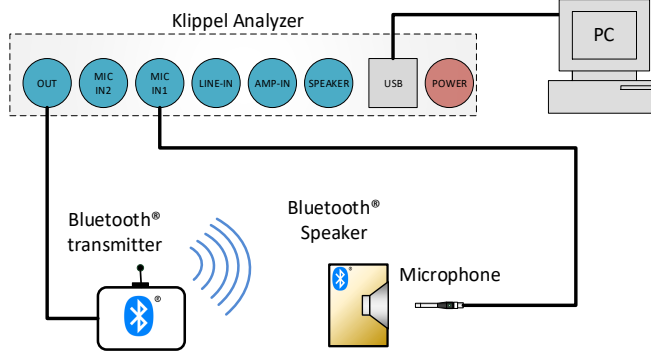 Klippel Analyzer
PC
OUT
MIC
IN2
MIC
IN1
LINE-IN
AMP-IN
SPEAKER
USB
POWER
Bluetooth®
transmitter
Bluetooth®
Speaker
Microphone
®
®